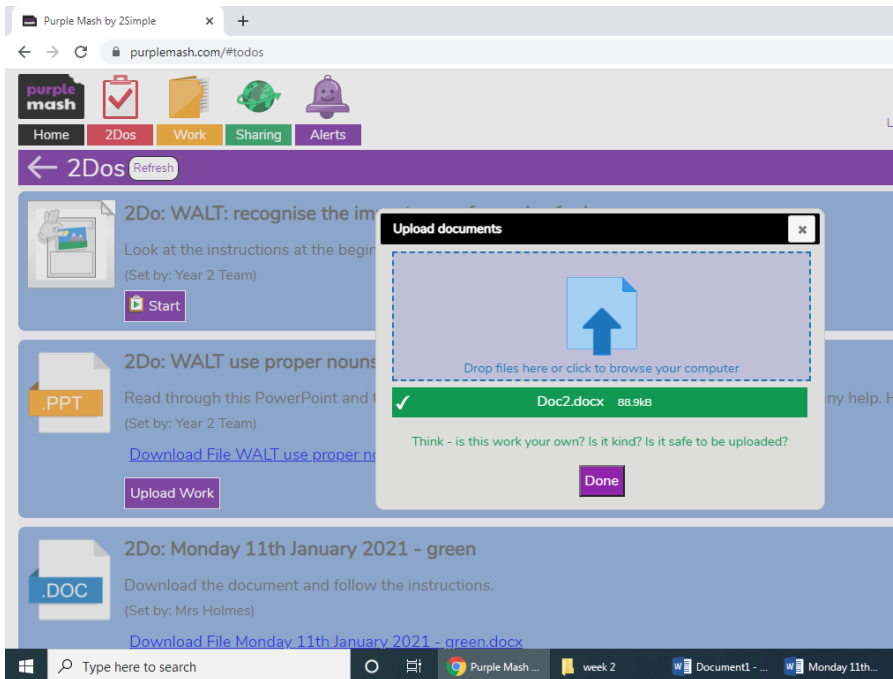 Purple Mash by 2Simple
purplemash.com/#todos
purple
mash
Home 2Dos Work Sharing Alerts
L
2Dos Refresh
2Do: WALT: recognise the im
Look at the instructions at the begin
(Set by: Year 2 Team)
Start
Upload documents
Drop files here or click to browse your computer
Doc2.docx 88.9kB
Think - is this work your own? Is it kind? Is it safe to be uploaded?
Done
.PPT
2Do: WALT use proper nouns
Read through this PowerPoint and t
ny help. H
(Set by: Year 2 Team)
Download File WALT use proper no
Upload Work
.DOC
2Do: Monday 11th January 2021 - green
Download the document and follow the instructions.
(Set by: Mrs Holmes)
Download File Monday 11th January 2021 - green.docx
Type here to search
Purple Mash ...
week 2
Document1 - ...
Monday 11th...